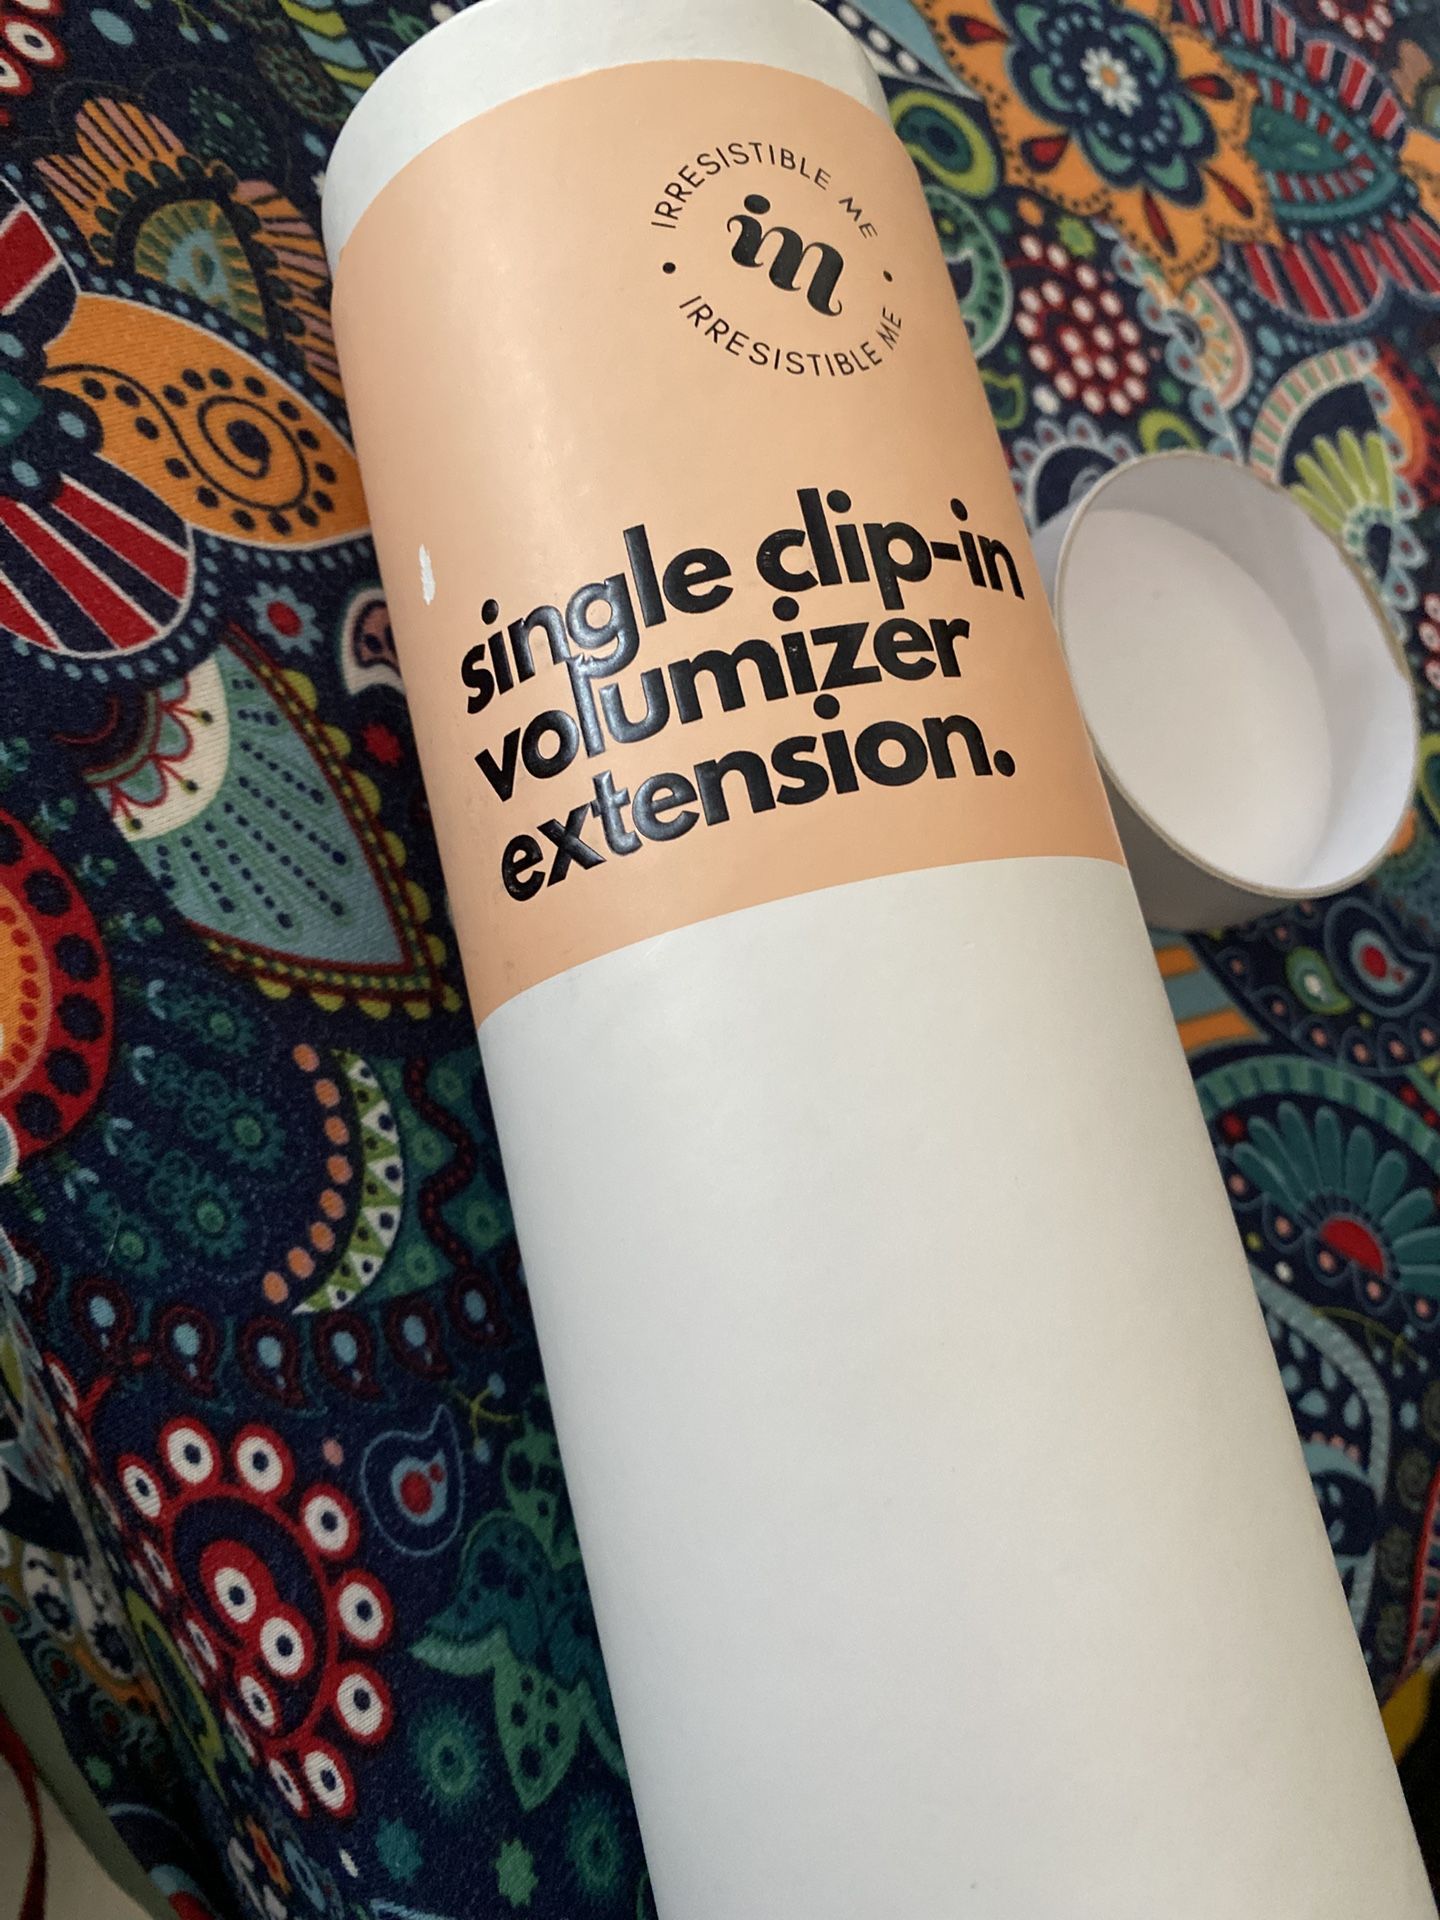 IRRESISTIBLE ME
im
IRRESISTIBLE ME
single clip-in
volumizer
extension.